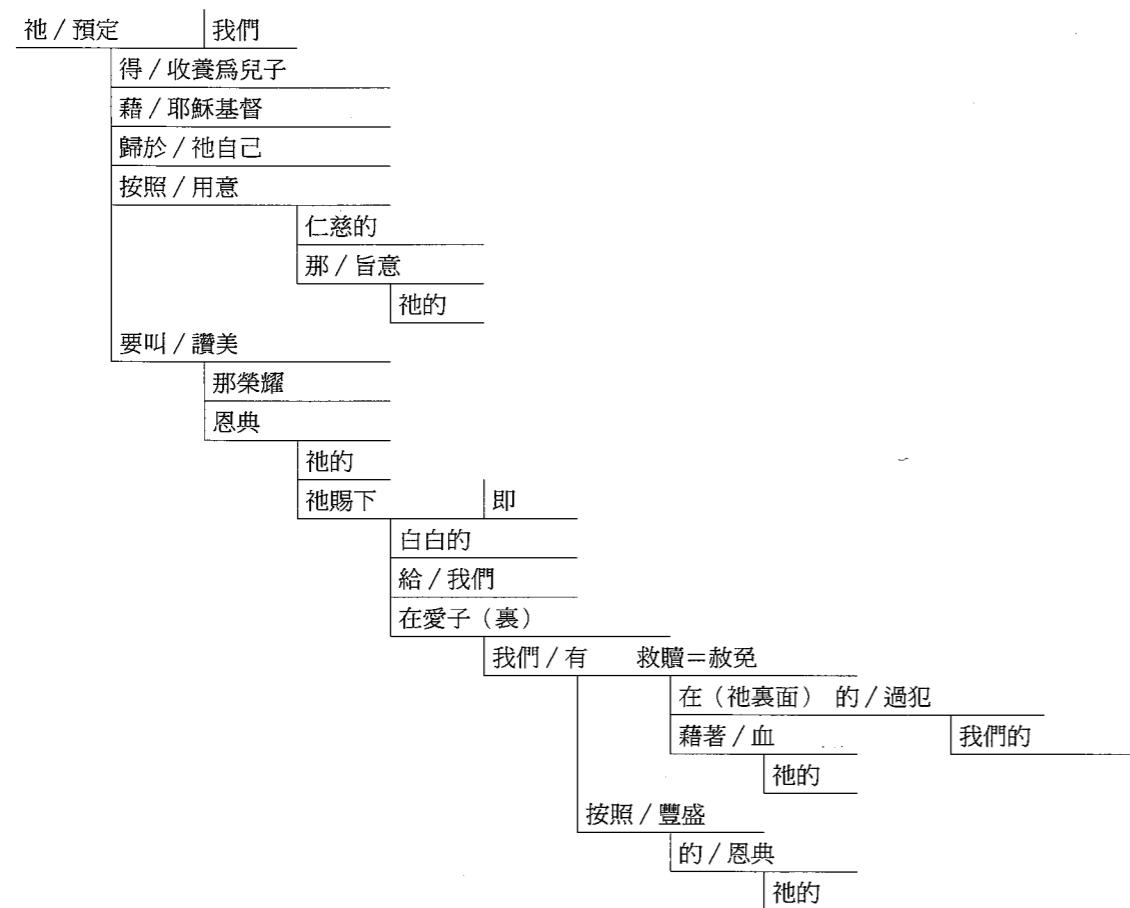 祂／預定 我們
得／收養爲兒子
藉／耶穌基督
歸於／祂自己
按照／用意
仁慈的
那／旨意
祂的
要叫／讚美
那榮耀
恩典
祂的
祂賜下 即
白白的
給／我們
在愛子（裏）
我們／有 救贖＝赦免
在（祂裏面） 的／過犯
藉著／血 我們的
祂的
按照／豐盛
的／恩典
祂的